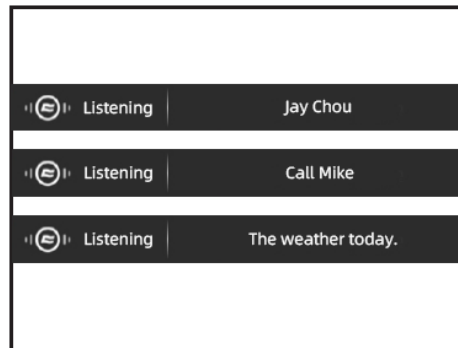 Listening Jay Chou
Listening Call Mike
Listening The weather today.